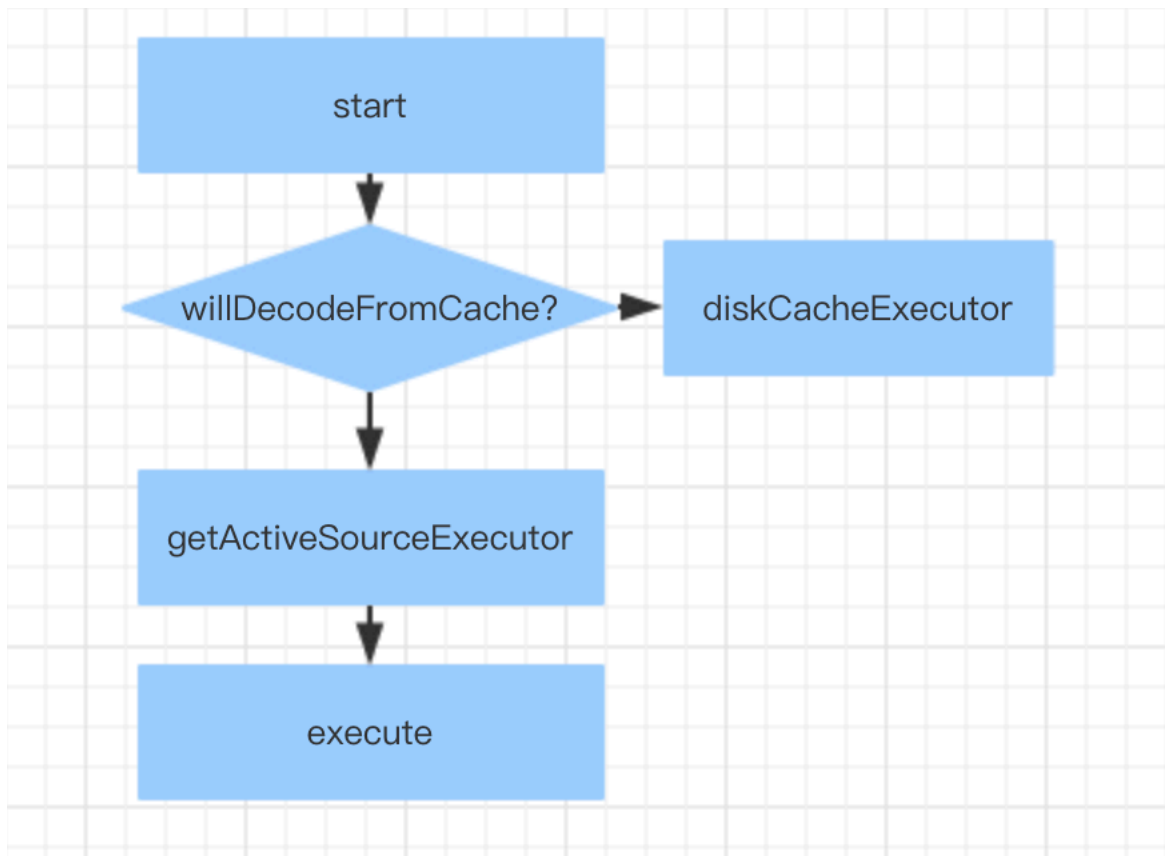 start
willDecodeFromCache?
diskCacheExecutor
getActiveSourceExecutor
execute